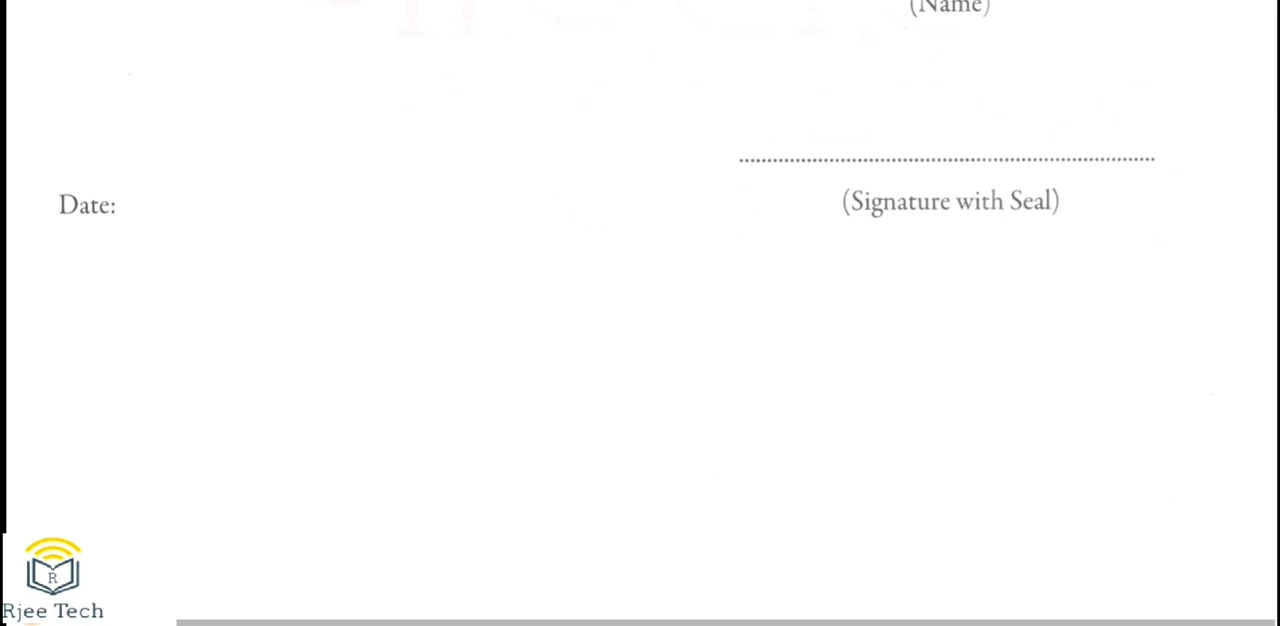 (Name)
Date:
(Signature with Seal)
R
Rjee Tech